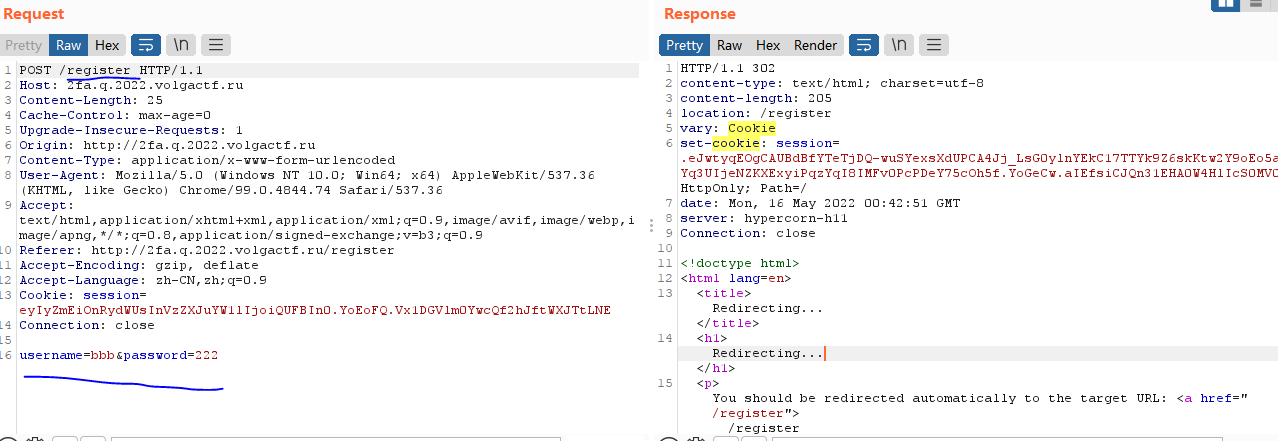 Request
Response
Pretty Raw Hex \n
Pretty Raw Hex Render \n
1 POST /register HTTP/1.1
2 Host: 2fa.q.2022.volgactf.ru
3 Content-Length: 25
4 Cache-Control: max-age=0
5 Upgrade-Insecure-Requests: 1
6 Origin: http://2fa.q.2022.volgactf.ru
7 Content-Type: application/x-www-form-urlencoded
8 User-Agent: Mozilla/5.0 (Windows NT 10.0; Win64; x64) AppleWebKit/537.36
(KHTML, like Gecko) Chrome/99.0.4844.74 Safari/537.36
9 Accept:
text/html,application/xhtml+xml,application/xml;q=0.9,image/avif,image/webp,i
mage/apng,*/*;q=0.8,application/signed-exchange;v=b3;q=0.9
10 Referer: http://2fa.q.2022.volgactf.ru/register
11 Accept-Encoding: gzip, deflate
12 Accept-Language: zh-CN,zh;q=0.9
13 Cookie: session=
14 Connection: close
15
16 username=bbb&password=222
1 HTTP/1.1 302
2 content-type: text/html; charset=utf-8
3 content-length: 205
4 location: /register
5 vary: Cookie
6 set-cookie: session=
HttpOnly; Path=/
7 date: Mon, 16 May 2022 00:42:51 GMT
8 server: hypercorn-h11
9 Connection: close
10
11 <!doctype html>
12 <html lang=en>
13 <title>
Redirecting...
</title>
14 <h1>
Redirecting...
</h1>
15 <p>
You should be redirected automatically to the target URL: <a href="
/register">
/register